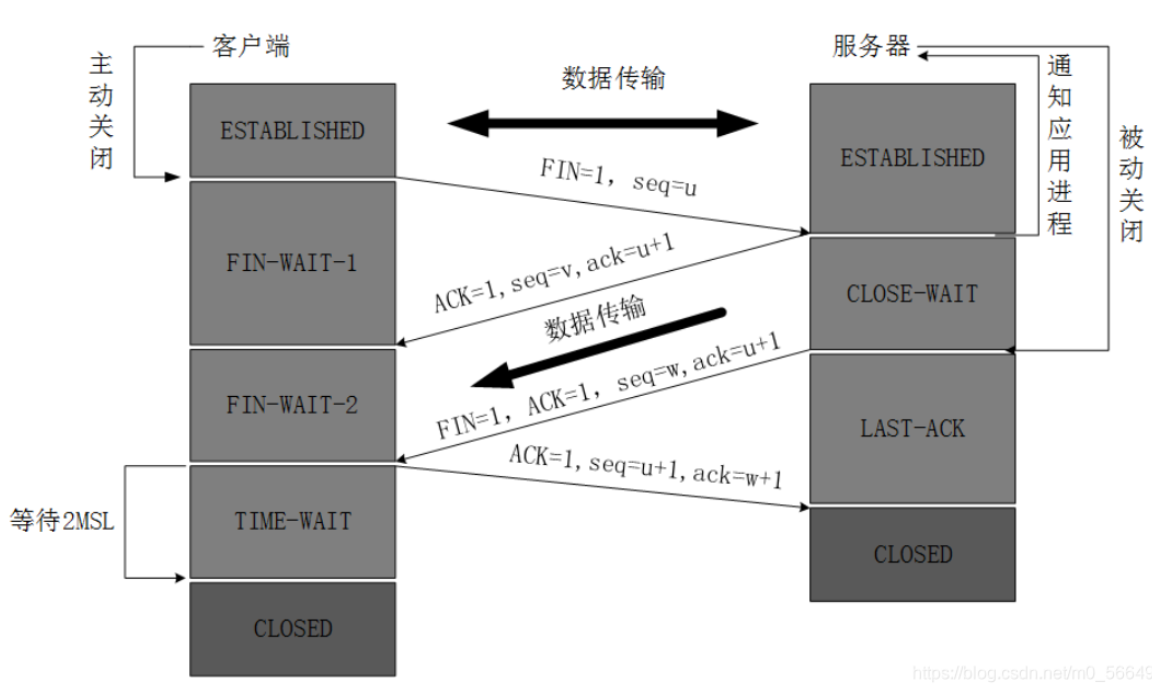 客户端
服务器
主动关闭
数据传输
通知应用进程
被动关闭
ESTABLISHED
ESTABLISHED
FIN=1, seq=u
FIN-WAIT-1
ACK=1,seq=v,ack=u+1
CLOSE-WAIT
数据传输
FIN=1, ACK=1, seq=w,ack=u+1
FIN-WAIT-2
LAST-ACK
ACK=1,seq=u+1,ack=w+1
等待2MSL
TIME-WAIT
CLOSED
CLOSED
https://blog.csdn.net/m0_56649